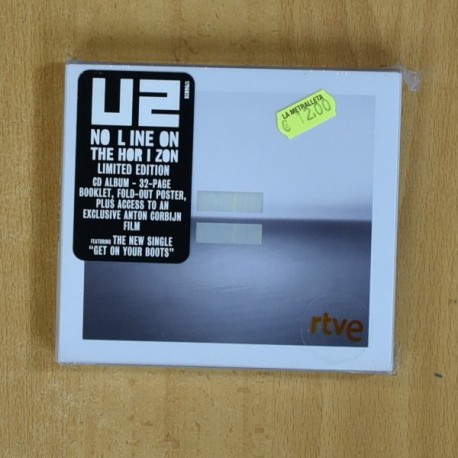 U2
NO LINE ON
THE HORIZON
LIMITED EDITION
CD ALBUM - 32-PAGE
BOOKLET, FOLD-OUT POSTER,
PLUS ACCESS TO AN
EXCLUSIVE ANTON CORBIJN
FILM
FEATURING THE NEW SINGLE
"GET ON YOUR BOOTS"
LA METRALLETA
€ 12.00
rtve